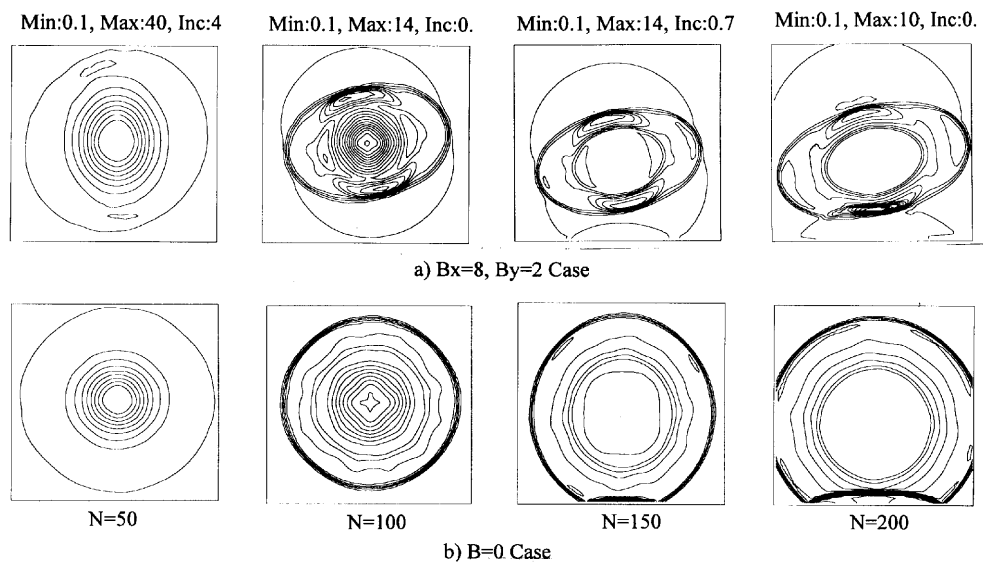 Min:0.1, Max:40, Inc:4 Min:0.1, Max:14, Inc:0. Min:0.1, Max:14, Inc:0.7 Min:0.1, Max:10, Inc:0.
a) Bx=8, By=2 Case
N=50 N=100 N=150 N=200
b) B=0 Case